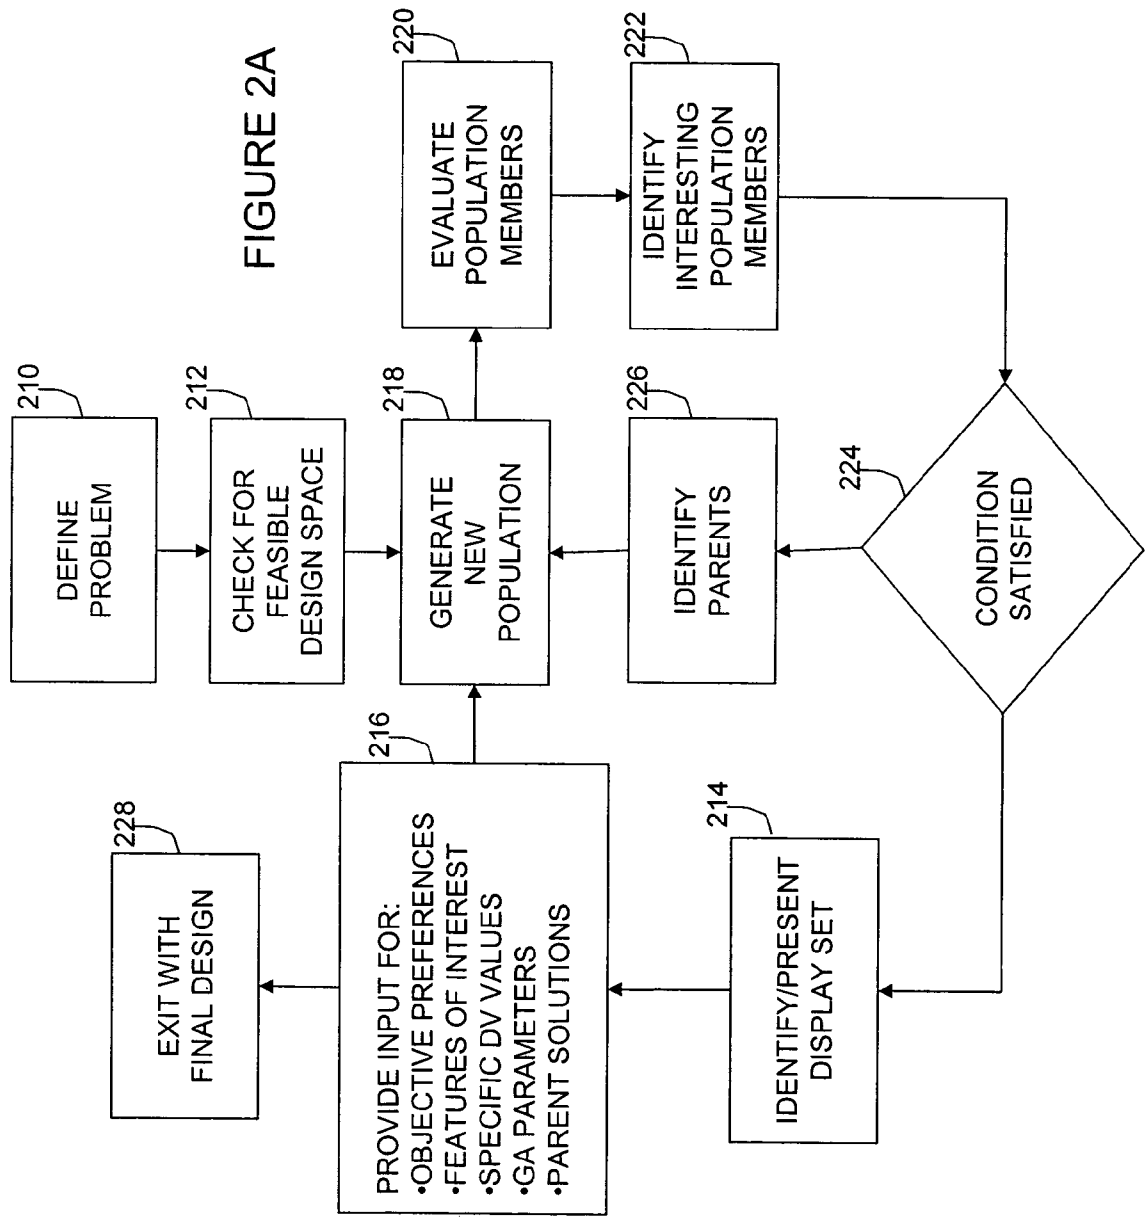 FIGURE 2A
210
DEFINE
PROBLEM
212
CHECK FOR
FEASIBLE
DESIGN SPACE
228
EXIT WITH
FINAL DESIGN
216
PROVIDE INPUT FOR:
•OBJECTIVE PREFERENCES
•FEATURES OF INTEREST
•SPECIFIC DV VALUES
•GA PARAMETERS
•PARENT SOLUTIONS
218
GENERATE
NEW
POPULATION
220
EVALUATE
POPULATION
MEMBERS
214
IDENTIFY/PRESENT
DISPLAY SET
226
IDENTIFY
PARENTS
222
IDENTIFY
INTERESTING
POPULATION
MEMBERS
224
CONDITION
SATISFIED